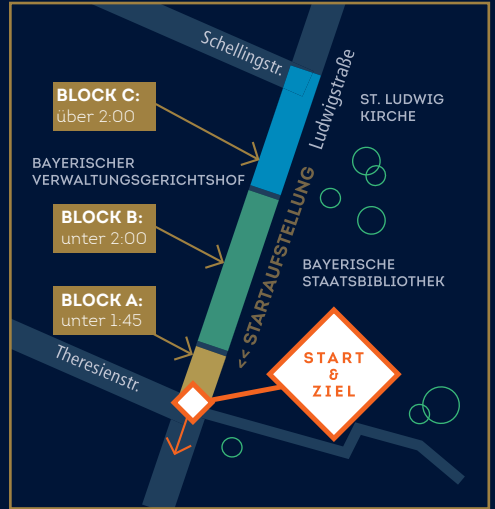 Schellingstr.
Ludwigstraße
BLOCK C:
über 2:00
ST. LUDWIG
KIRCHE
BAYERISCHER
VERWALTUNGSGERICHTSHOF
BLOCK B:
unter 2:00
<< STARTAUFSTELLUNG
BAYERISCHE
STAATSBIBLIOTHEK
BLOCK A:
unter 1:45
Theresienstr.
START
&
ZIEL